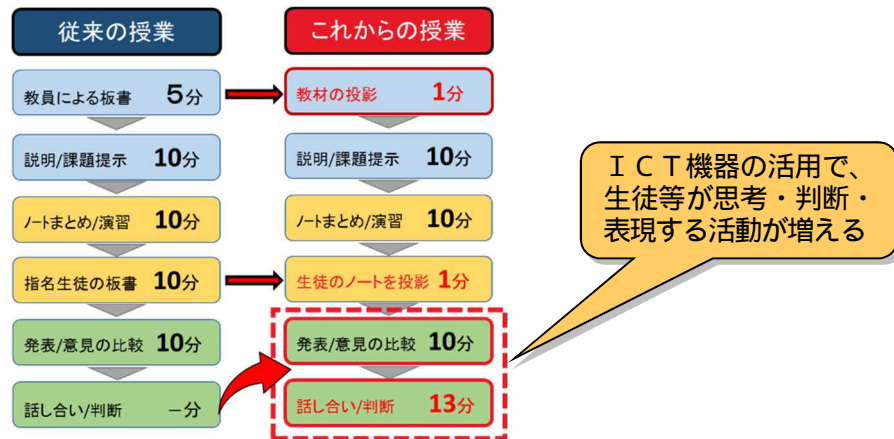 従来の授業
教員による板書 5分
説明/課題提示 10分
ノートまとめ/演習 10分
指名生徒の板書 10分
発表/意見の比較 10分
話し合い/判断 −分
これからの授業
教材の投影 1分
説明/課題提示 10分
ノートまとめ/演習 10分
生徒のノートを投影 1分
発表/意見の比較 10分
話し合い/判断 13分
ＩＣＴ機器の活用で、
生徒等が思考・判断・
表現する活動が増える